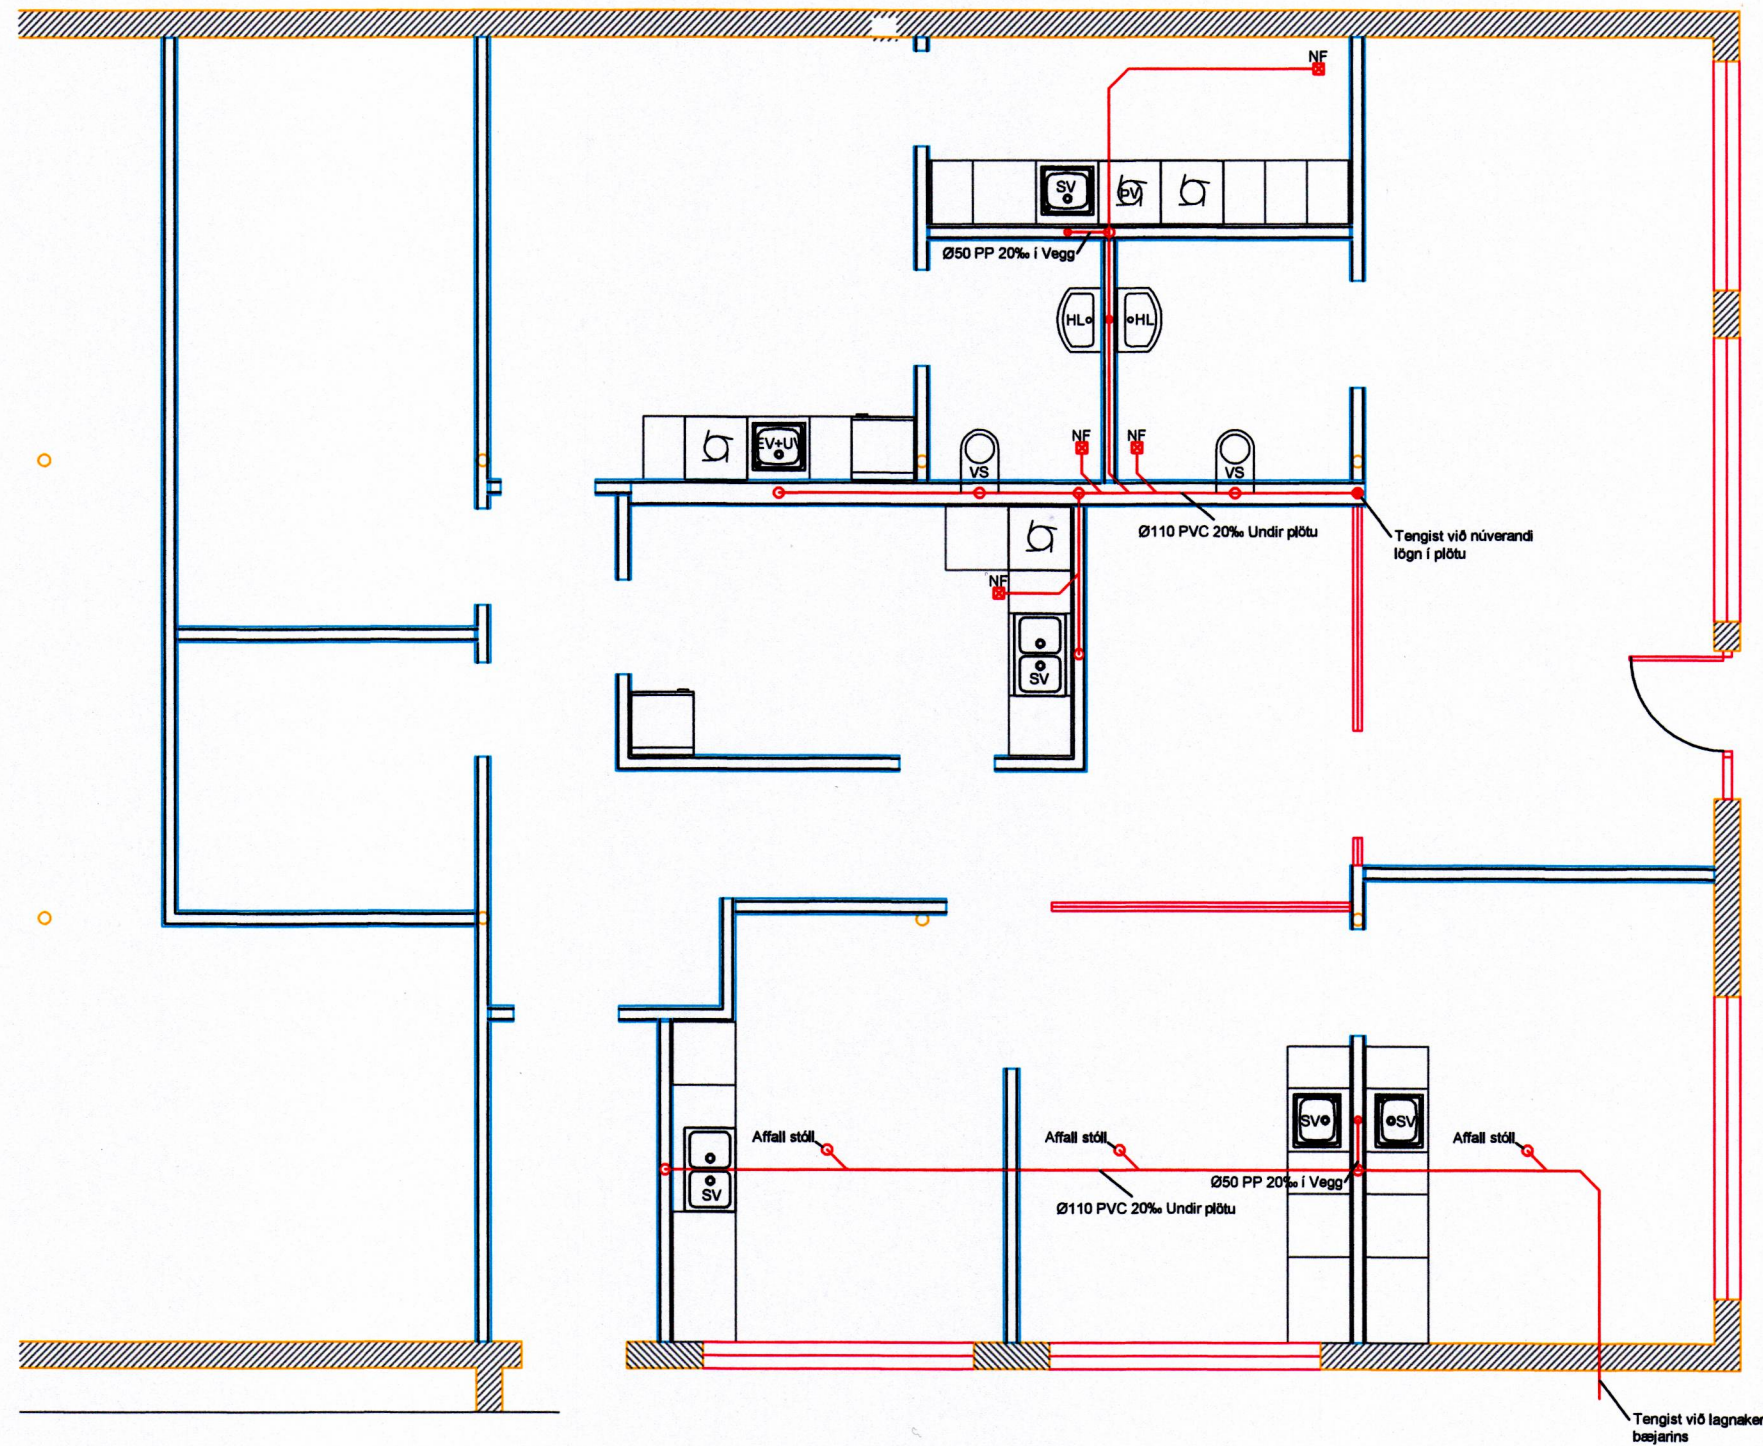 NF
SV
ÞV
Ø50 PP 20‰ í Vegg
HL
HL
EV+UV
NF
NF
VS
VS
Ø110 PVC 20‰ Undir plötu
Tengist við núverandi
lögn í plötu
NF
SV
Affall stóll
Affall stóll
Affall stóll
SV
SV
SV
Ø50 PP 20‰ í Vegg
Ø110 PVC 20‰ Undir plötu
Tengist við lagnaker
bæjarins